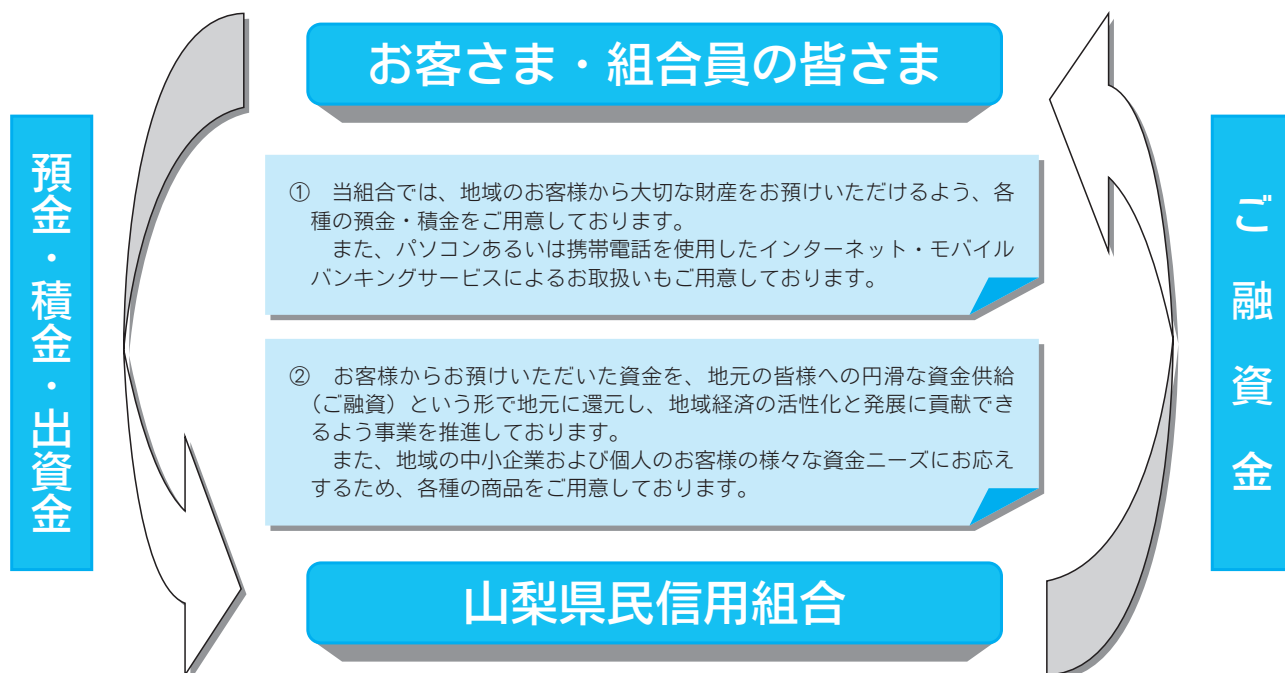 お客さま・組合員の皆さま
預金・積金・出資金
① 当組合では、地域のお客様から大切な財産をお預けいただけるよう、各
種の預金・積金をご用意しております。
また、パソコンあるいは携帯電話を使用したインターネット・モバイル
バンキングサービスによるお取扱いもご用意しております。
② お客様からお預けいただいた資金を、地元の皆様への円滑な資金供給
(ご融資)という形で地元に還元し、地域経済の活性化と発展に貢献でき
るよう事業を推進しております。
また、地域の中小企業および個人のお客様の様々な資金ニーズにお応え
するため、各種の商品をご用意しております。
ご融資金
山梨県民信用組合